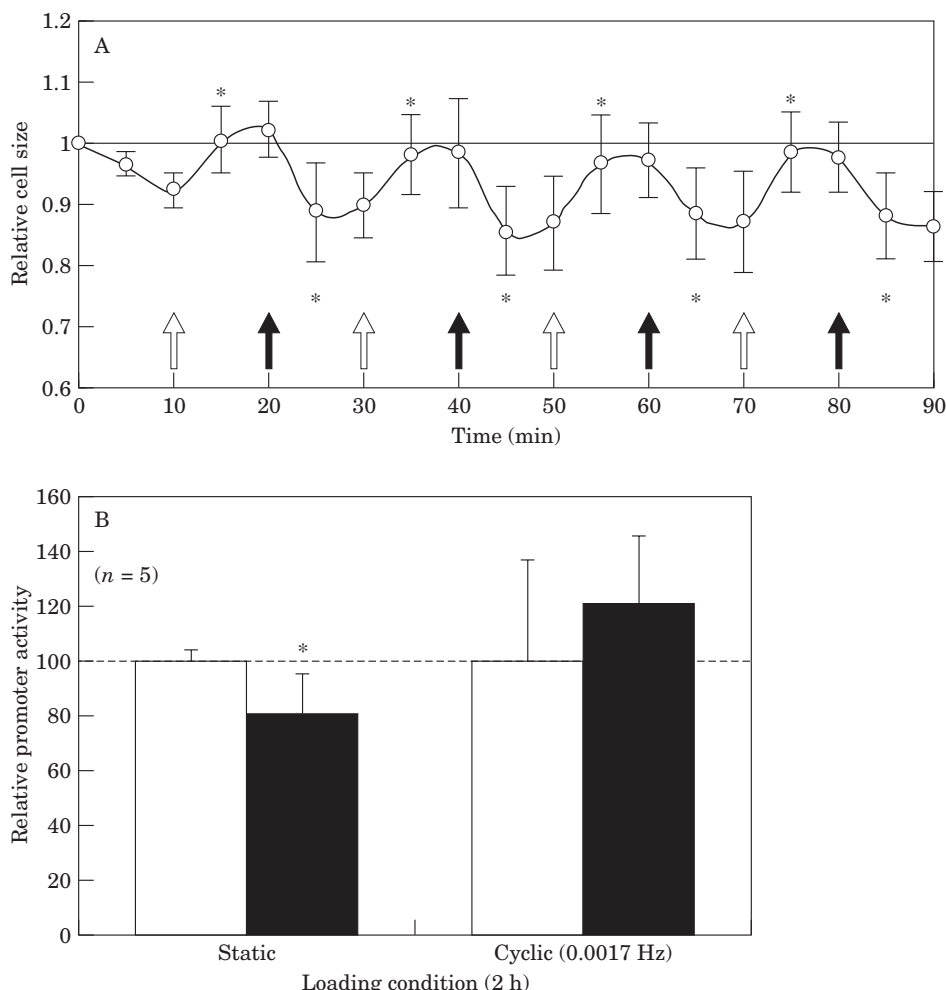 1.2
A
1.1
1
0.9
0.8
0.7
0.6
* * * *
* * * *
0 10 20 30 40 50 60 70 80 90
Time (min)
Relative cell size
160
B
140
(n = 5)
120
*
100
80
60
40
20
0
Static Cyclic (0.0017 Hz)
Loading condition (2 h)
Relative promoter activity